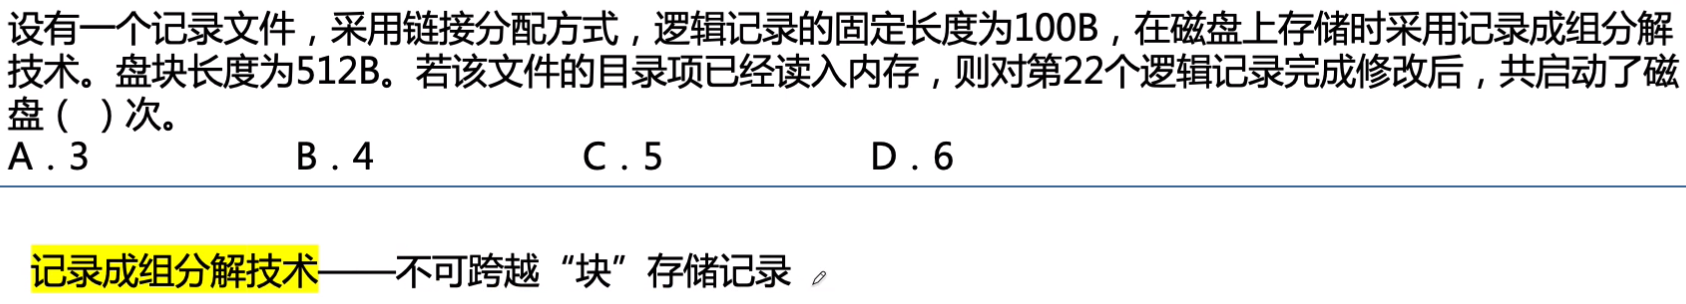 设有一个记录文件，采用链接分配方式，逻辑记录的固定长度为100B，在磁盘上存储时采用记录成组分解
技术。盘块长度为512B。若该文件的目录项已经读入内存，则对第22个逻辑记录完成修改后，共启动了磁
盘（ ）次。
A．3 B．4 C．5 D．6
记录成组分解技术——不可跨越“块”存储记录